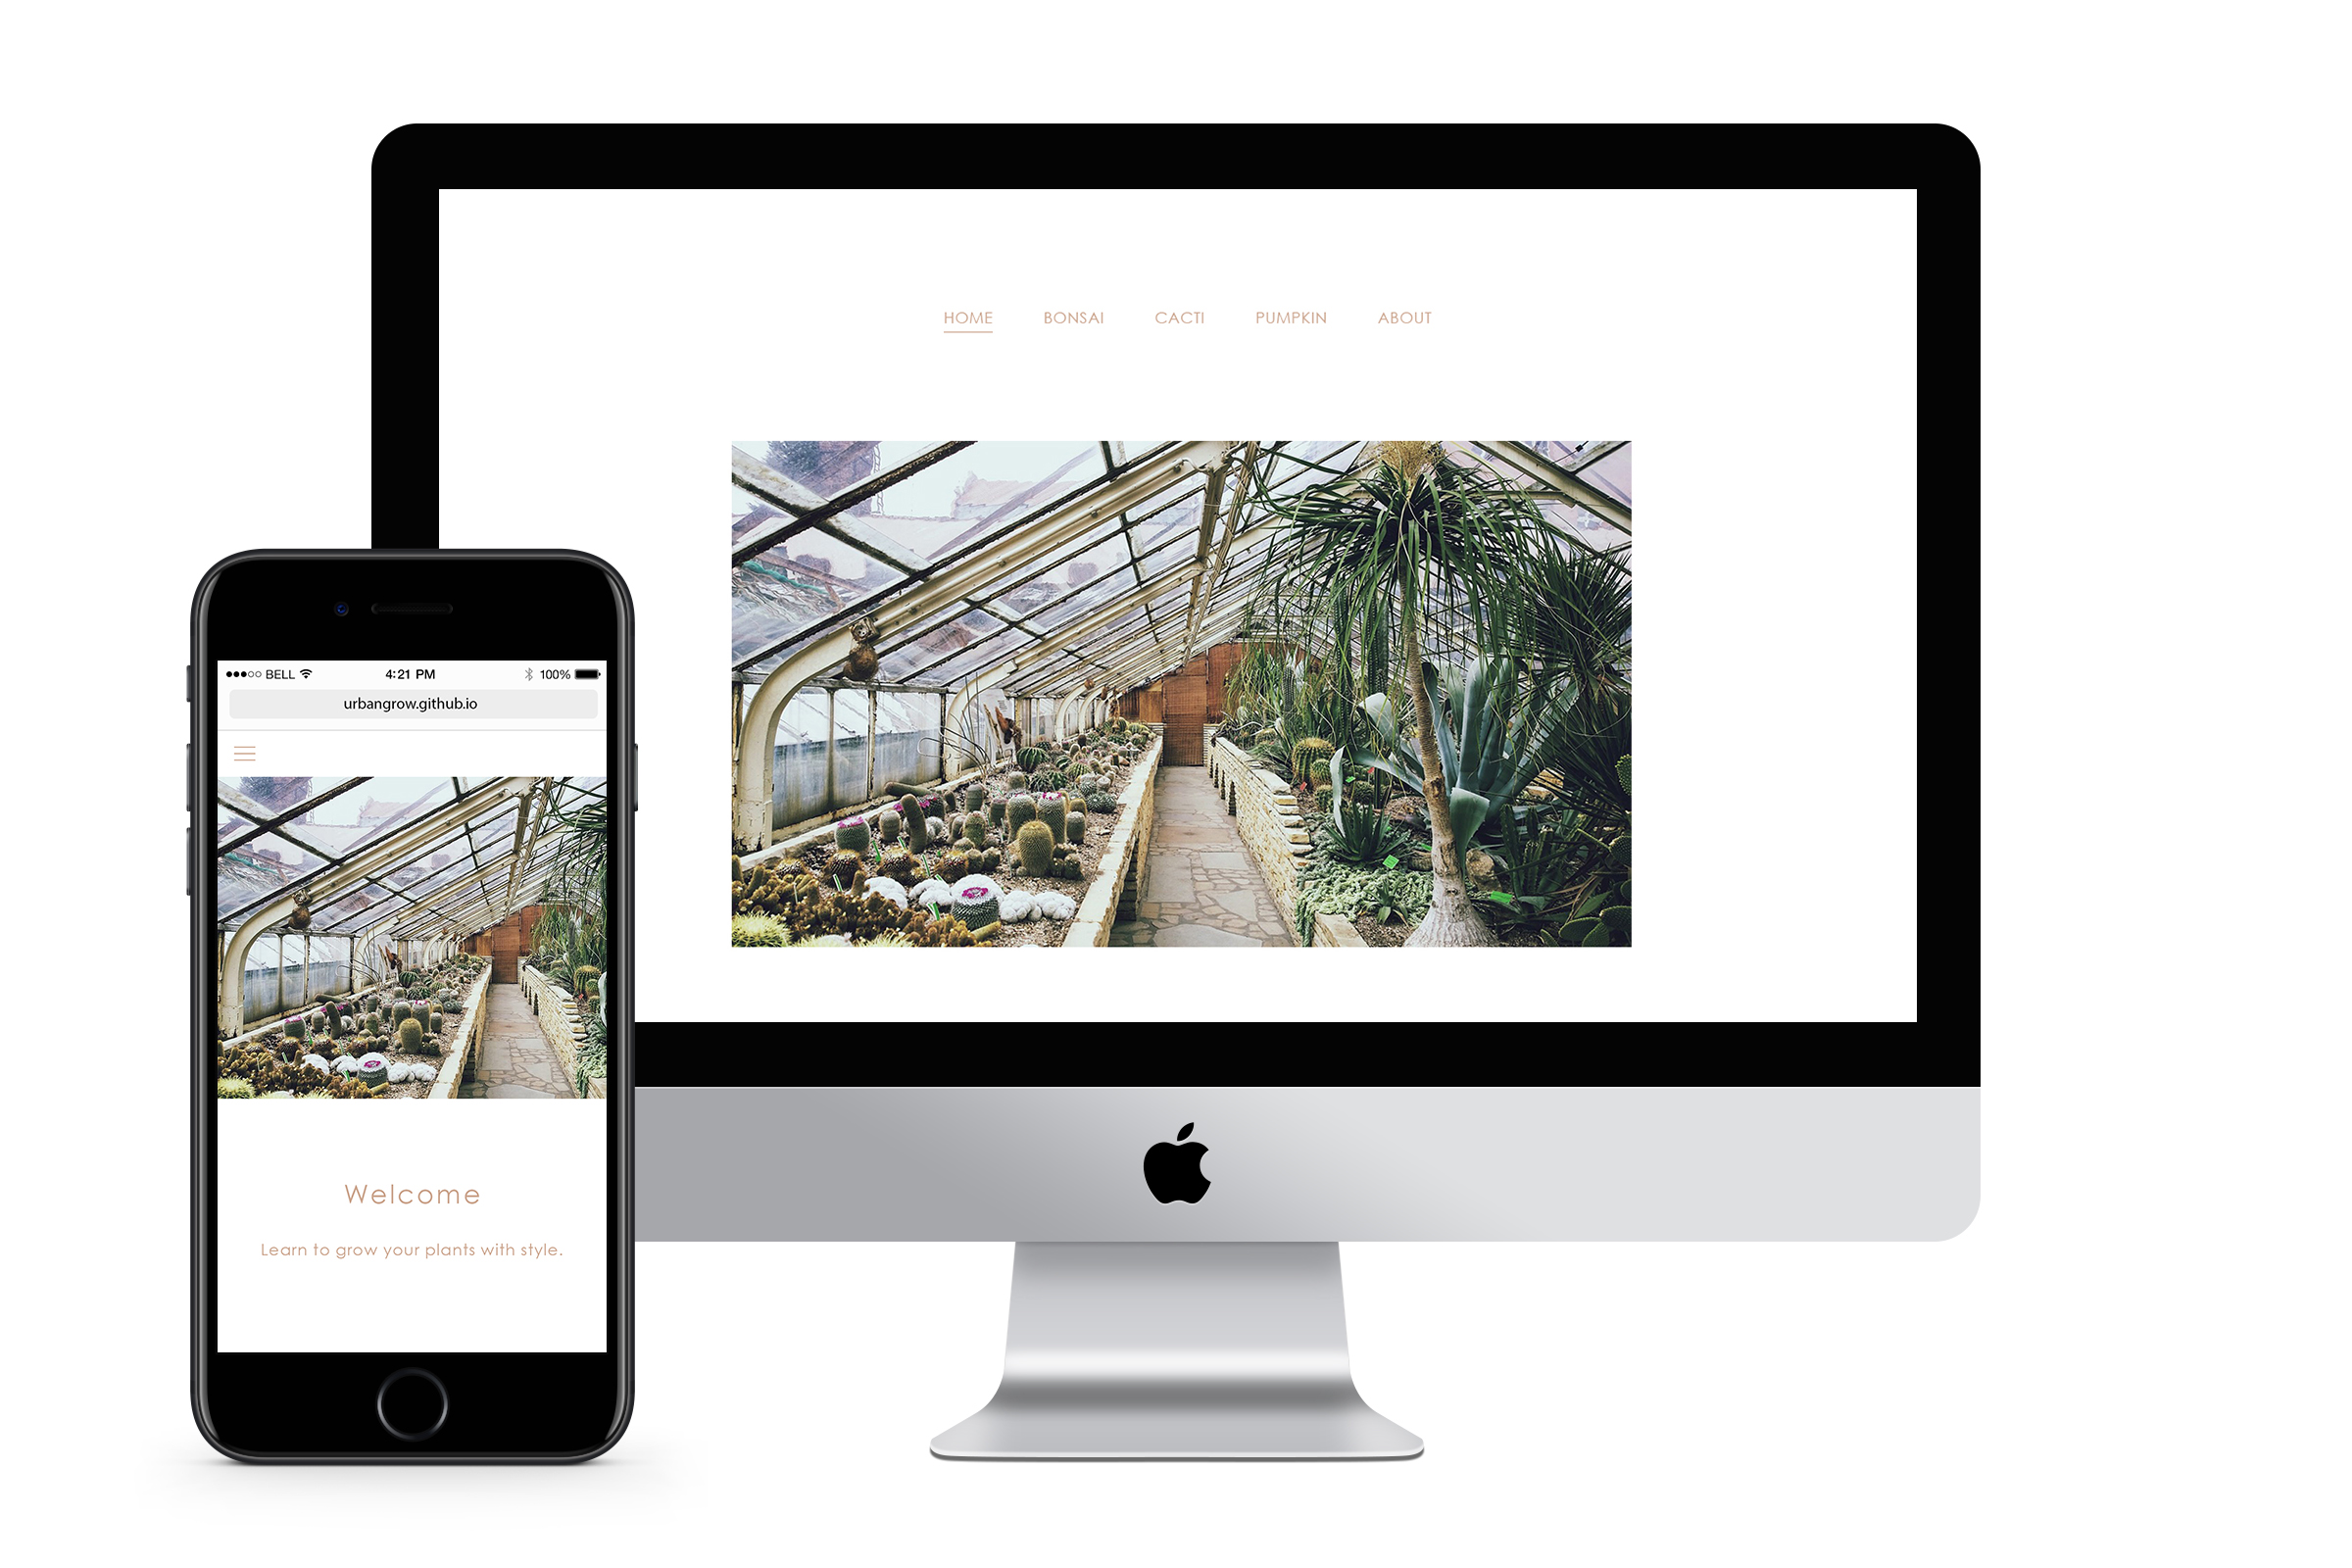 HOME BONSAI CACTI PUMPKIN ABOUT
BELL 4:21 PM 100%
urbangrow.github.io
Welcome
Learn to grow your plants with style.